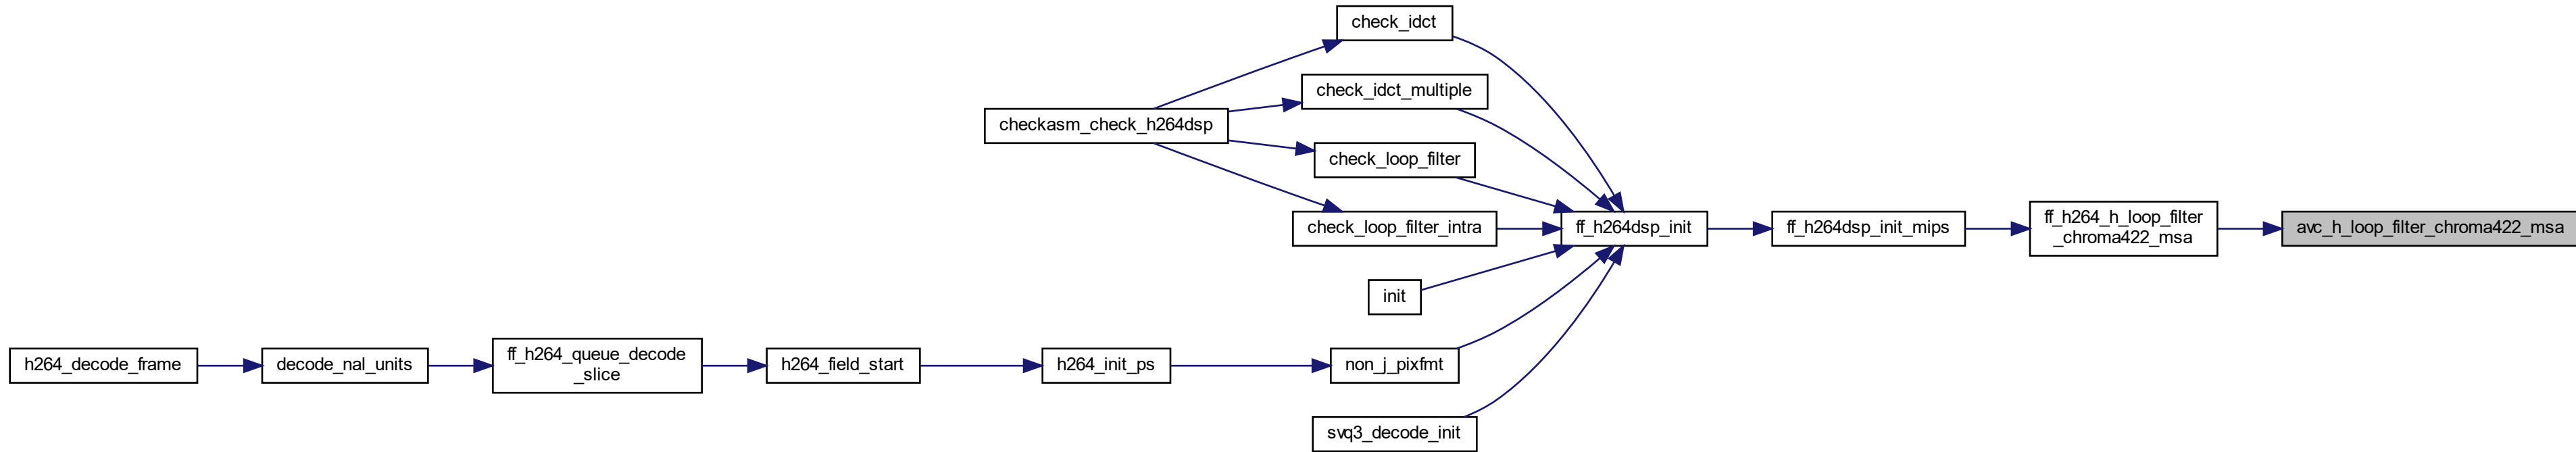 check_idct
check_idct_multiple
checkasm_check_h264dsp
check_loop_filter
check_loop_filter_intra
ff_h264dsp_init
ff_h264dsp_init_mips
ff_h264_h_loop_filter
_chroma422_msa
avc_h_loop_filter_chroma422_msa
init
h264_decode_frame
decode_nal_units
ff_h264_queue_decode
_slice
h264_field_start
h264_init_ps
non_j_pixfmt
svq3_decode_init